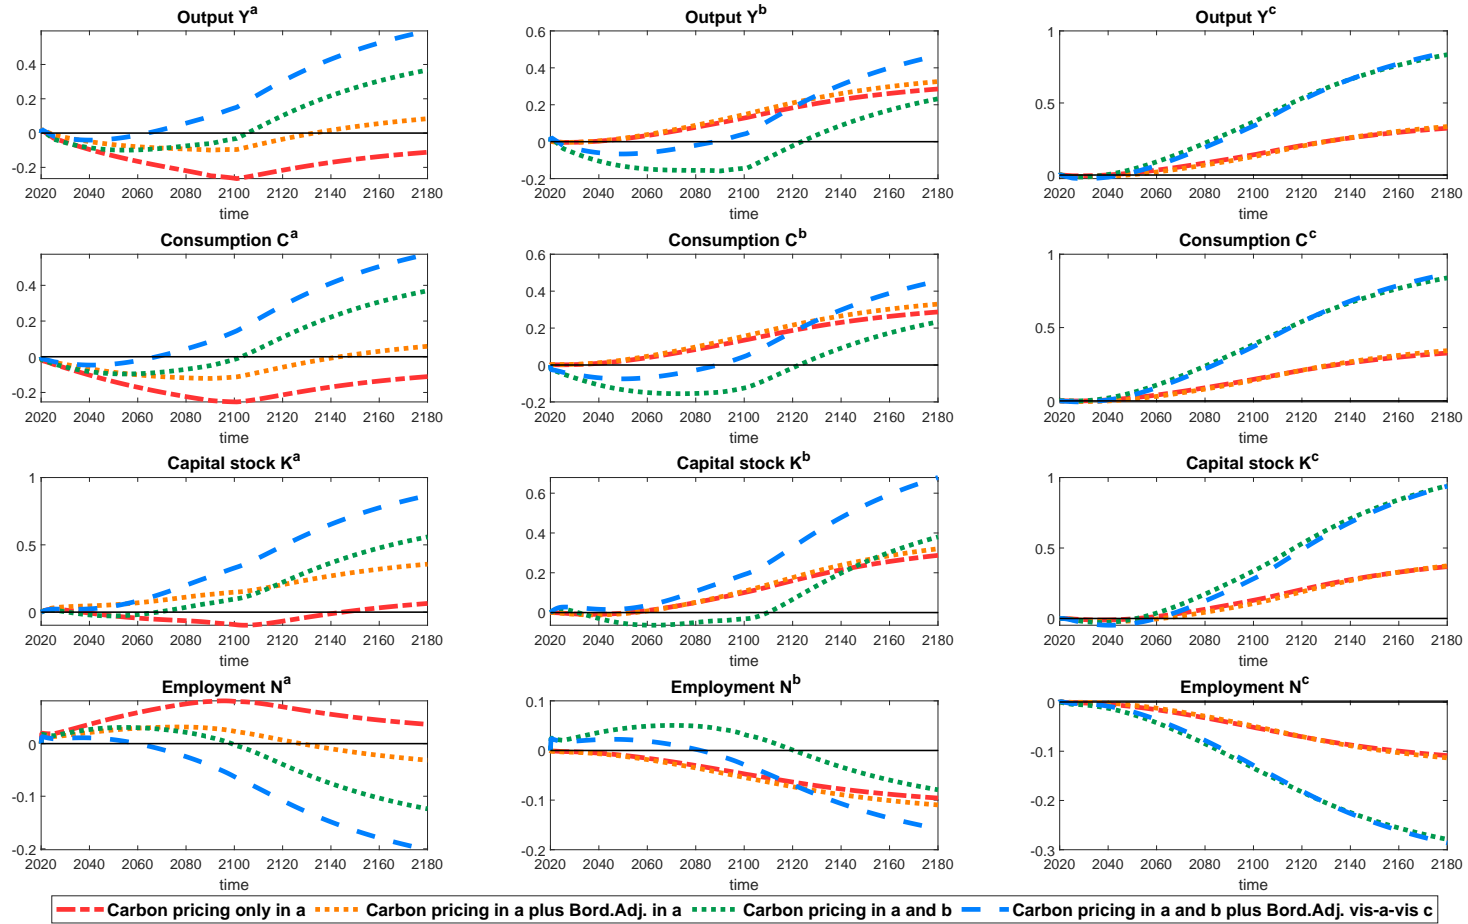 Output Yᵃ
0.4
0.2
0
-0.2
2020 2040 2060 2080 2100 2120 2140 2160 2180
time
Output Yᵇ
0.6
0.4
0.2
0
-0.2
2020 2040 2060 2080 2100 2120 2140 2160 2180
time
Output Yᶜ
1
0.5
0
2020 2040 2060 2080 2100 2120 2140 2160 2180
time
Consumption Cᵃ
0.4
0.2
0
-0.2
2020 2040 2060 2080 2100 2120 2140 2160 2180
time
Consumption Cᵇ
0.6
0.4
0.2
0
-0.2
2020 2040 2060 2080 2100 2120 2140 2160 2180
time
Consumption Cᶜ
1
0.5
0
2020 2040 2060 2080 2100 2120 2140 2160 2180
time
Capital stock Kᵃ
1
0.5
0
2020 2040 2060 2080 2100 2120 2140 2160 2180
time
Capital stock Kᵇ
0.6
0.4
0.2
0
2020 2040 2060 2080 2100 2120 2140 2160 2180
time
Capital stock Kᶜ
1
0.5
0
2020 2040 2060 2080 2100 2120 2140 2160 2180
time
Employment Nᵃ
0
-0.1
-0.2
2020 2040 2060 2080 2100 2120 2140 2160 2180
time
Employment Nᵇ
0.1
0
-0.1
-0.2
2020 2040 2060 2080 2100 2120 2140 2160 2180
time
Employment Nᶜ
0
-0.1
-0.2
-0.3
2020 2040 2060 2080 2100 2120 2140 2160 2180
time
Carbon pricing only in a Carbon pricing in a plus Bord.Adj. in a Carbon pricing in a and b Carbon pricing in a and b plus Bord.Adj. vis-a-vis c